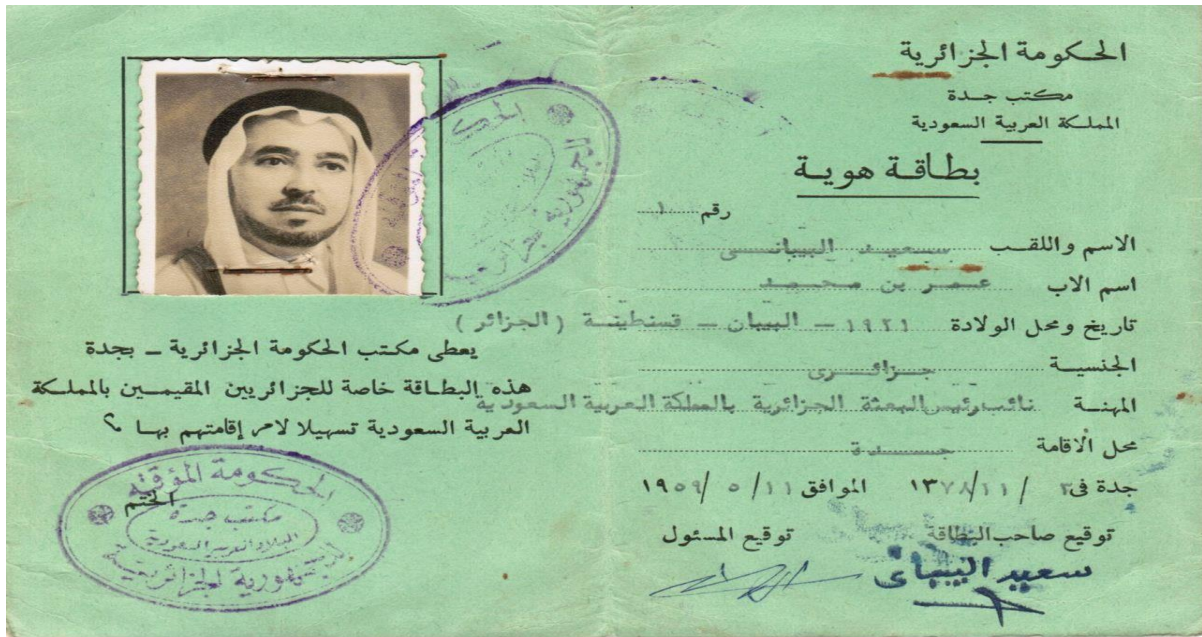 الحكومة الجزائرية
مكتب جدة
المملكة العربية السعودية
بطاقة هوية
رقم ١
الاسم واللقب سعيد البيباني
اسم الاب عمر بن محمد
تاريخ ومحل الولادة ١٩٢١ – البيبان – قسنطينة (الجزائر)
الجنسية جزائرى
المهنة نائب رئيس البعثة الجزائرية بالمملكة العربية السعودية
محل الاقامة جدة
جدة فى ٣ / ١١/ ١٣٧٨ الموافق ١١/ ٥ /١٩٥٩
توقيع صاحب البطاقة توقيع المسئول
سعيد البيباني
يعطى مكتب الحكومة الجزائرية – بجدة
هذه البطاقة خاصة للجزائريين المقيمين بالمملكة
العربية السعودية تسهيلا لامر إقامتهم بها
الختم
الحكومة المؤقته
مكتب جدة
البلاد العربية السعودية
للجمهورية الجزائرية